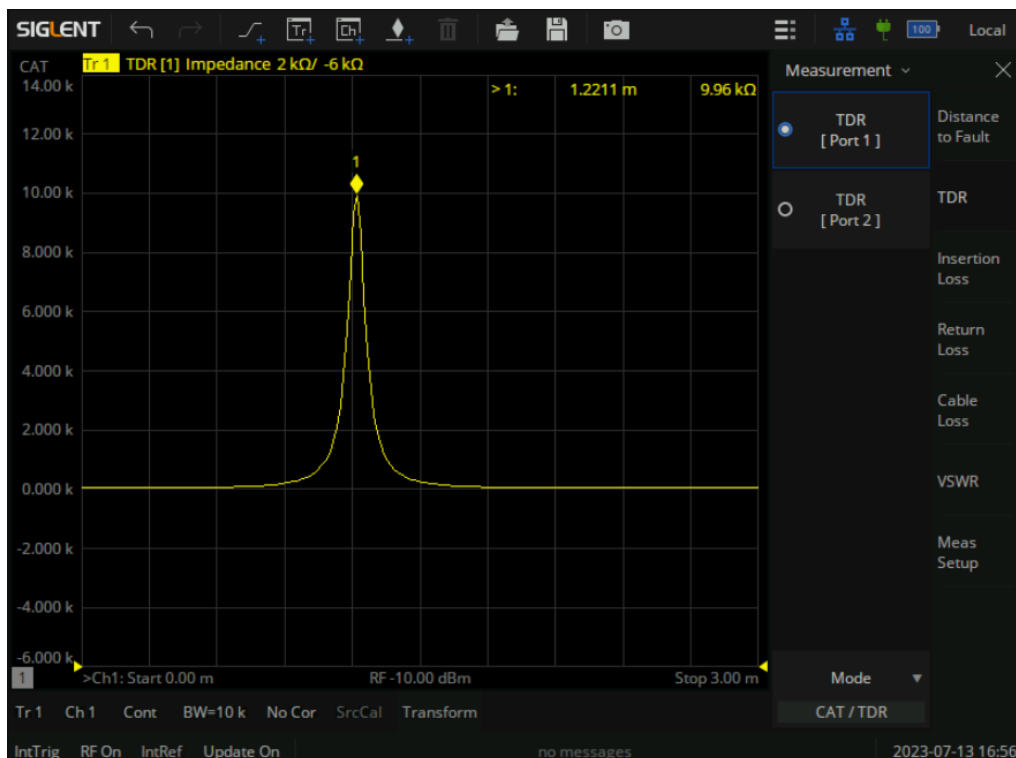 SIGLENT Tr Ch 100 Local
CAT Tr 1 TDR [1] Impedance 2 kΩ/ -6 kΩ
> 1: 1.2211 m 9.96 kΩ
14.00 k
12.00 k
10.00 k
8.000 k
6.000 k
4.000 k
2.000 k
0.000 k
-2.000 k
-4.000 k
-6.000 k
1
1 >Ch1: Start 0.00 m RF -10.00 dBm Stop 3.00 m
Measurement
TDR
[ Port 1 ]
TDR
[ Port 2 ]
Mode
CAT / TDR
Distance
to Fault
TDR
Insertion
Loss
Return
Loss
Cable
Loss
VSWR
Meas
Setup
Tr 1 Ch 1 Cont BW=10 k No Cor SrcCal Transform
IntTrig RF On IntRef Update On no messages 2023-07-13 16:56